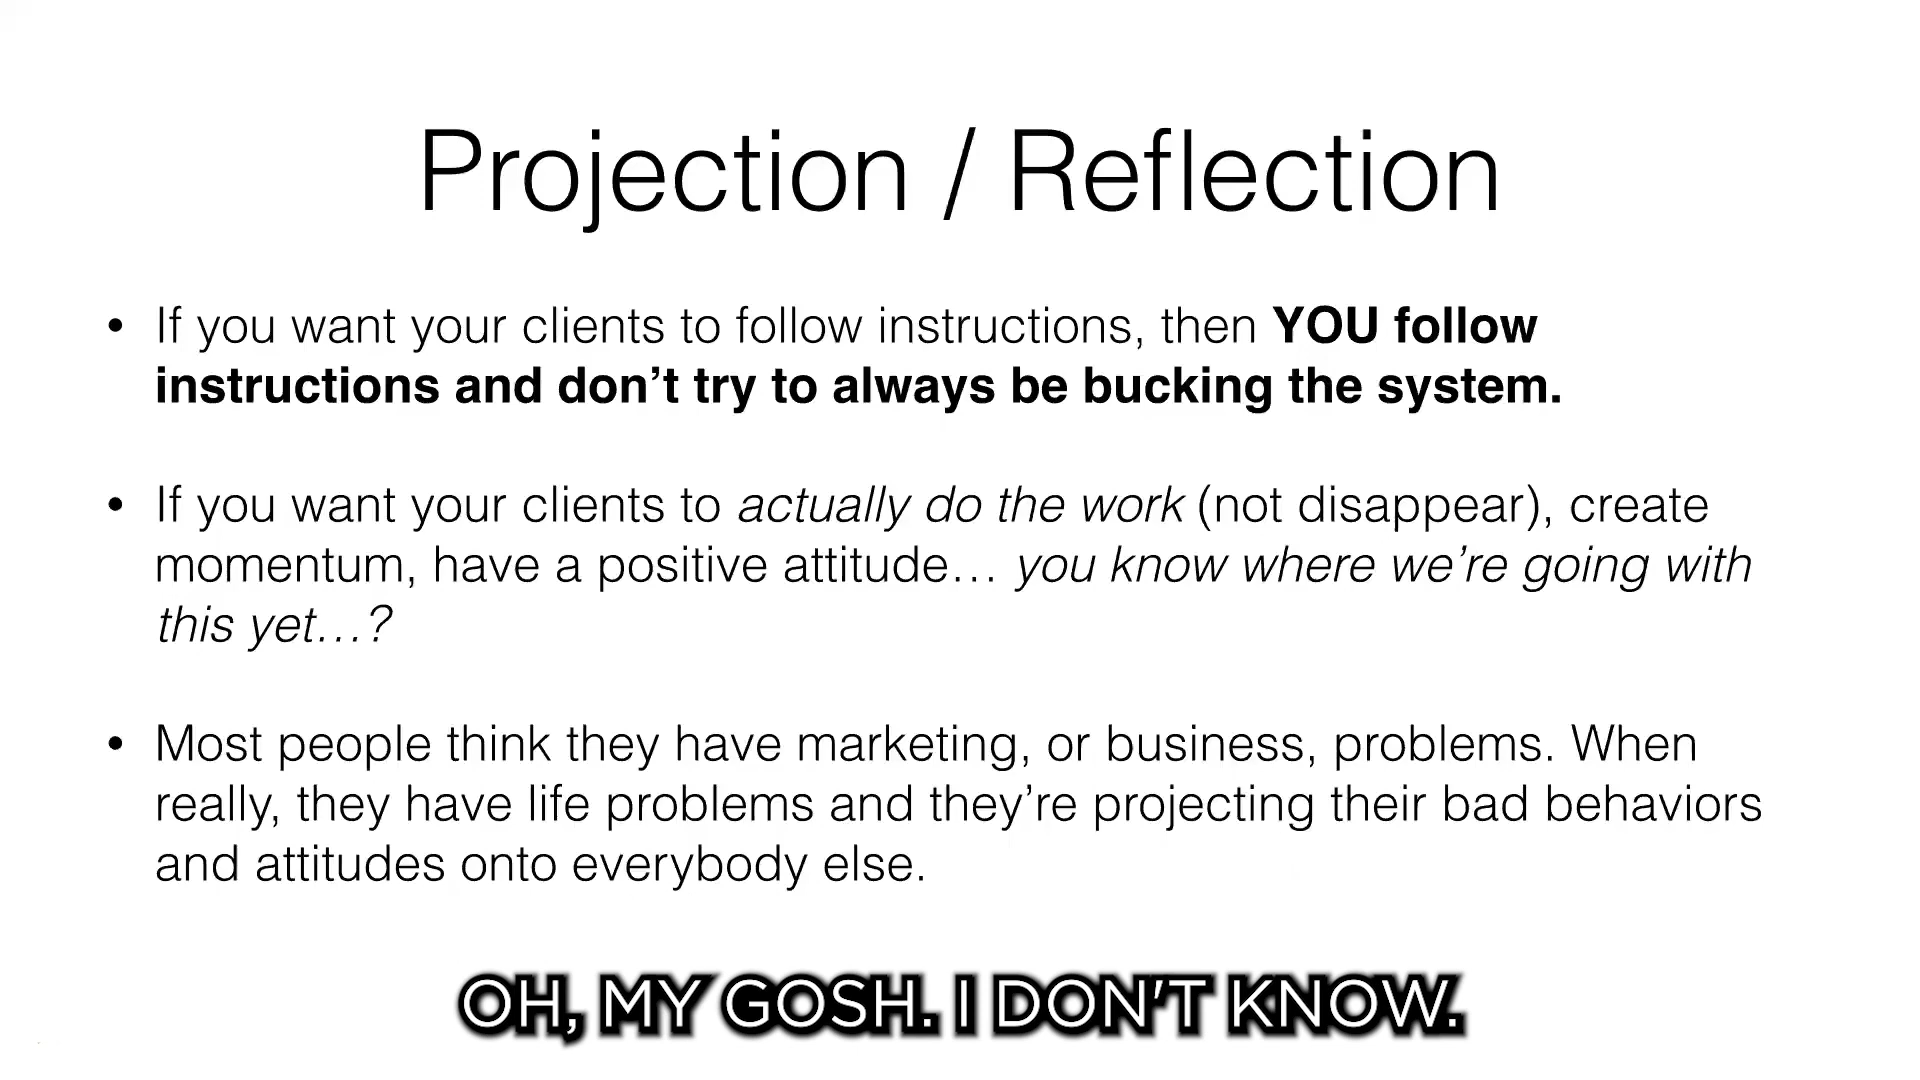 Projection / Reflection
• If you want your clients to follow instructions, then YOU follow
instructions and don’t try to always be bucking the system.
• If you want your clients to actually do the work (not disappear), create
momentum, have a positive attitude… you know where we’re going with
this yet…?
• Most people think they have marketing, or business, problems. When
really, they have life problems and they’re projecting their bad behaviors
and attitudes onto everybody else.
OH, MY GOSH. I DON'T KNOW.